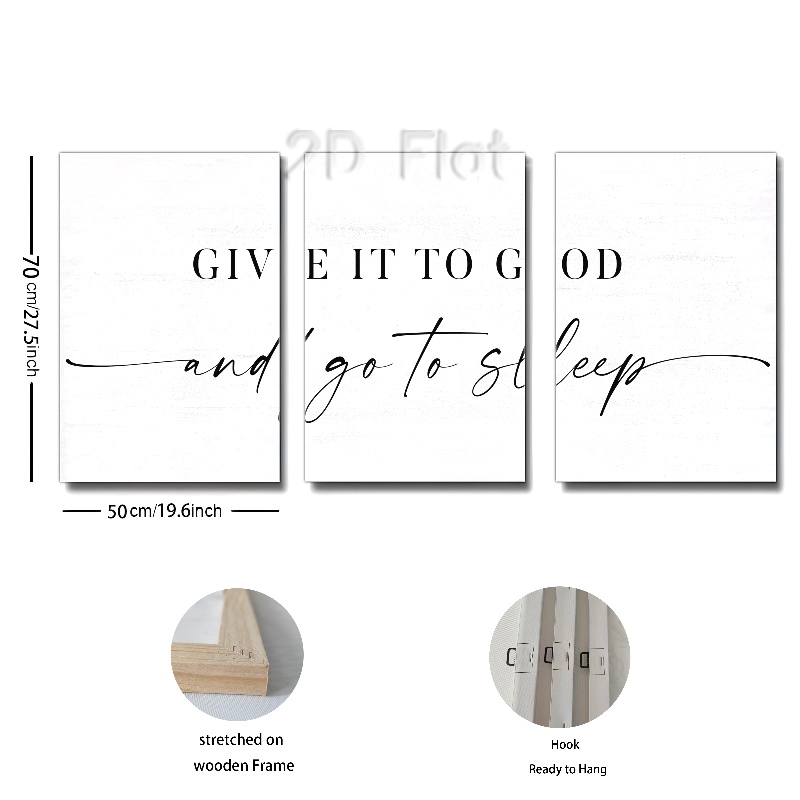 2D Flat
GIVE IT TO GOD
and go to sleep
70cm/27.5inch
50cm/19.6inch
stretched on
wooden Frame
Hook
Ready to Hang